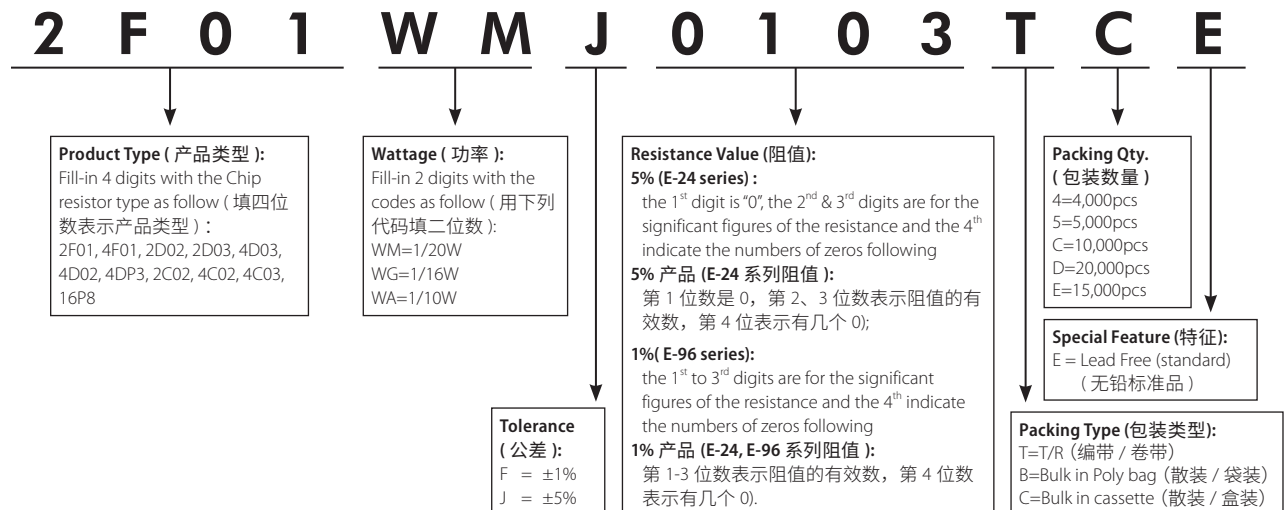 2 F 0 1 W M J 0 1 0 3 T C E
Product Type ( 产品类型 ):
Fill-in 4 digits with the Chip
resistor type as follow ( 填四位
数表示产品类型 ) :
2F01, 4F01, 2D02, 2D03, 4D03,
4D02, 4DP3, 2C02, 4C02, 4C03,
16P8
Wattage ( 功率 ):
Fill-in 2 digits with the
codes as follow ( 用下列
代码填二位数 ):
WM=1/20W
WG=1/16W
WA=1/10W
Tolerance
( 公差 ):
F = ±1%
J = ±5%
Resistance Value (阻值):
5% (E-24 series) :
the 1st digit is "0", the 2nd & 3rd digits are for the
significant figures of the resistance and the 4th
indicate the numbers of zeros following
5% 产品 (E-24 系列阻值 ):
第 1 位数是 0，第 2、3 位数表示阻值的有
效数，第 4 位表示有几个 0);
1%( E-96 series):
the 1st to 3rd digits are for the significant
figures of the resistance and the 4th indicate
the numbers of zeros following
1% 产品 (E-24, E-96 系列阻值 ):
第 1-3 位数表示阻值的有效数，第 4 位数
表示有几个 0).
Packing Qty.
( 包装数量 )
4=4,000pcs
5=5,000pcs
C=10,000pcs
D=20,000pcs
E=15,000pcs
Special Feature (特征):
E = Lead Free (standard)
( 无铅标准品 )
Packing Type (包装类型):
T=T/R（编带 / 卷带）
B=Bulk in Poly bag（散装 / 袋装）
C=Bulk in cassette（散装 / 盒装）